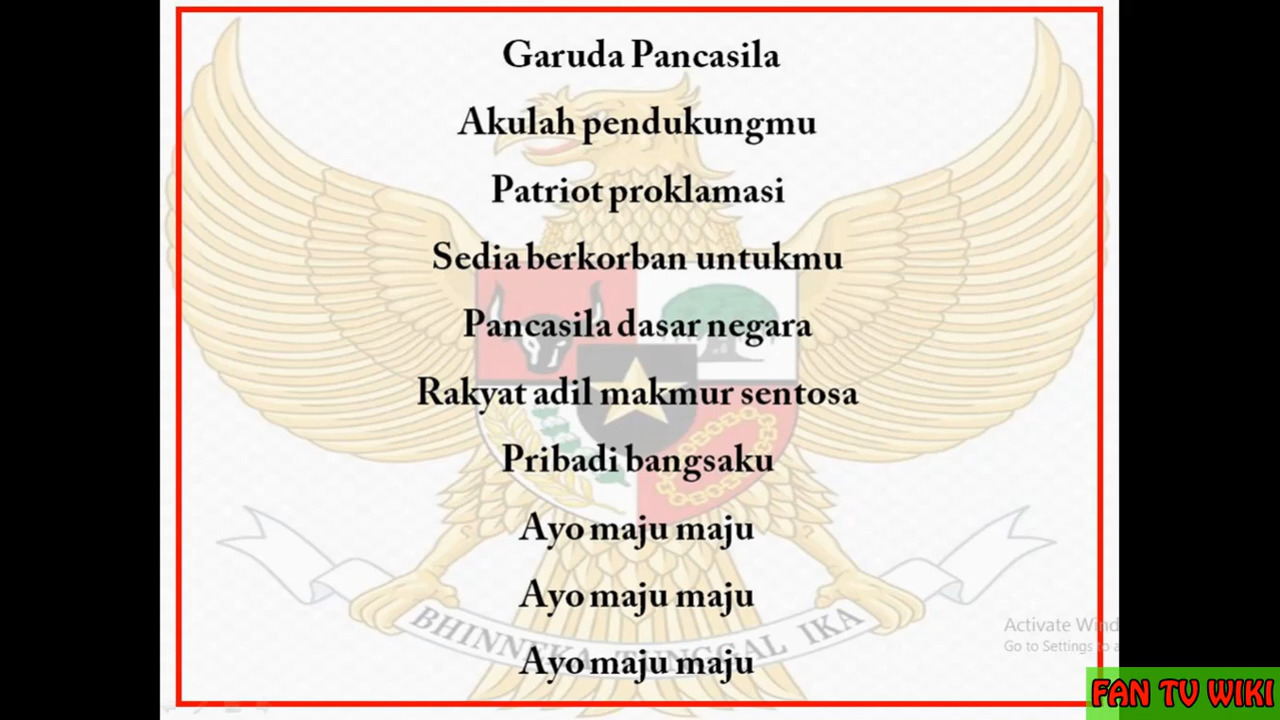 Garuda Pancasila
Akulah pendukungmu
Patriot proklamasi
Sedia berkorban untukmu
Pancasila dasar negara
Rakyat adil makmur sentosa
Pribadi bangsaku
Ayo maju maju
Ayo maju maju
BHINNEKA TUNGGAL IKA
Ayo maju maju
Activate Wind
Go to Settings to a
FAN TV WIKI